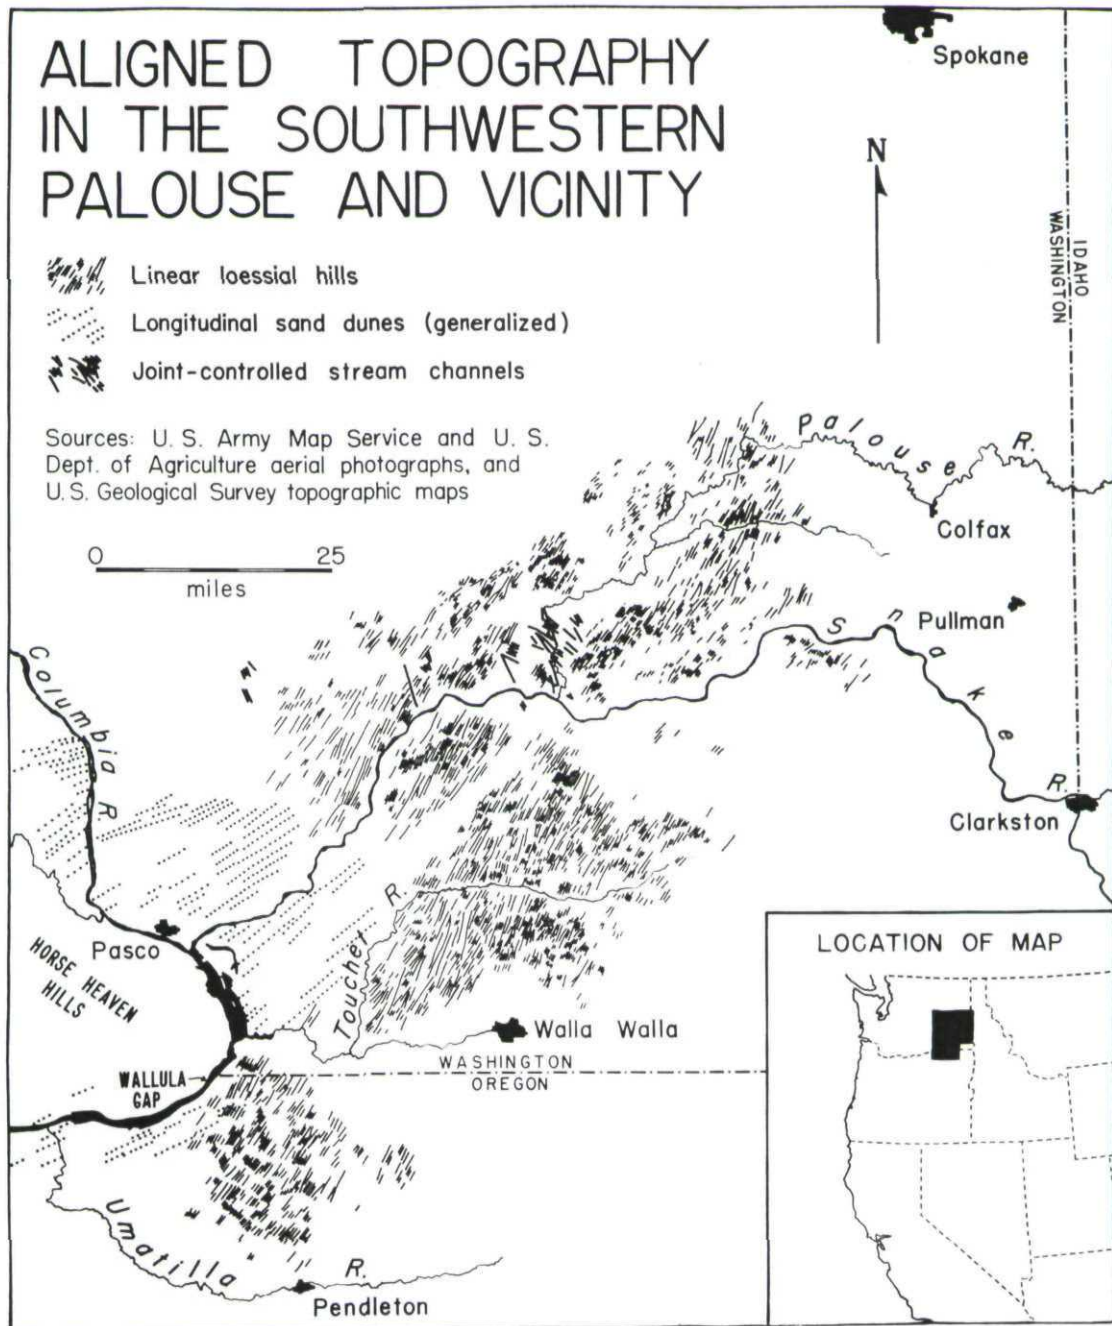 ALIGNED TOPOGRAPHY
IN THE SOUTHWESTERN
PALOUSE AND VICINITY
Linear loessial hills
Longitudinal sand dunes (generalized)
Joint-controlled stream channels
Sources: U. S. Army Map Service and U. S.
Dept. of Agriculture aerial photographs, and
U. S. Geological Survey topographic maps
0 25
miles
N
Spokane
WASHINGTON
IDAHO
Palouse R.
Colfax
Pullman
Snake R.
Clarkston
Columbia R.
Pasco
HORSE HEAVEN
HILLS
Touchet R.
Walla Walla
WASHINGTON
OREGON
WALLULA
GAP
Umatilla R.
Pendleton
LOCATION OF MAP